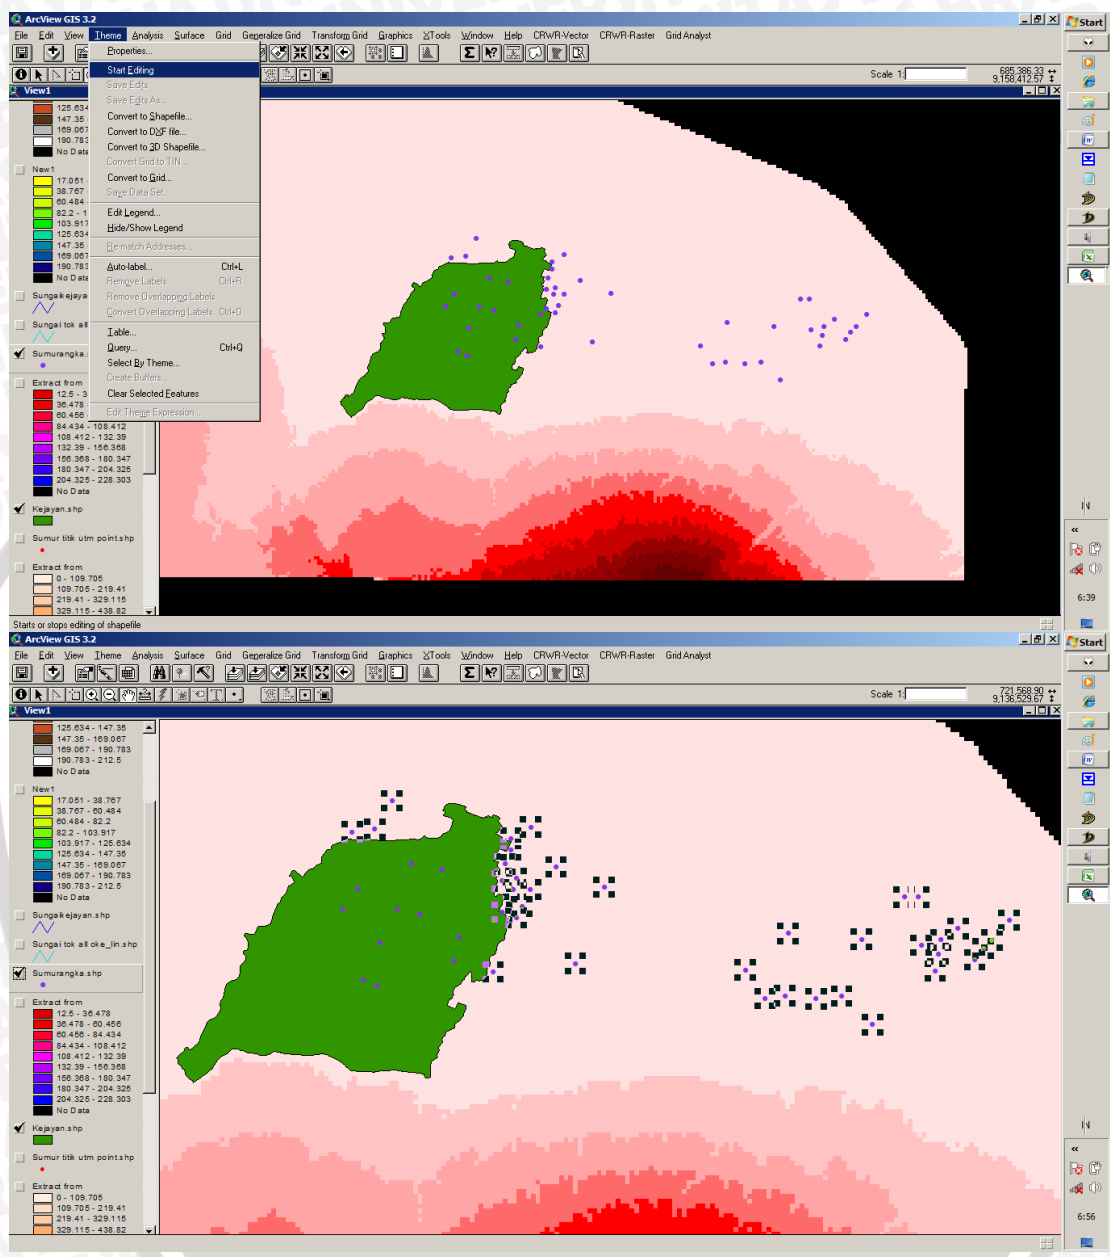 ArcView GIS 3.2
File Edit View Theme Analysis Surface Grid Generalize Grid Transform Grid Graphics XTools Window Help CRWR-Vector CRWR-Raster Grid Analyst
Scale 1:
685,386.33
9,158,412.57
View1
Properties...
Start Editing
Save Edits
Save Edits As...
Convert to Shapefile...
Convert to DXF file...
Convert to 3D Shapefile...
Convert Grid to TIN...
Convert to Grid...
Save Data Set...
Edit Legend...
Hide/Show Legend
Re-match Addresses...
Auto-label... Ctrl+L
Remove Labels Ctrl+R
Remove Overlapping Labels
Convert Overlapping Labels Ctrl+O
Table...
Query... Ctrl+Q
Select By Theme...
Create Buffers...
Clear Selected Features
Edit Theme Expression...
125.634
147.35 -
169.067
190.783
No Data
New1
17.051 -
38.767 -
60.484 -
82.2 - 1
103.917
125.634
147.35 -
169.067
190.783
No Data
Sungaikejaya
Sungai tok all
Sumurangka.s
Extract from
12.5 - 3
36.478 -
60.456 -
84.434 - 108.412
108.412 - 132.39
132.39 - 156.368
156.368 - 180.347
180.347 - 204.325
204.325 - 228.303
No Data
Kejayan.shp
Sumur titik utm point.shp
Extract from
0 - 109.705
109.705 - 219.41
219.41 - 329.115
329.115 - 438.82
Starts or stops editing of shapefile
Start
6:39
ArcView GIS 3.2
File Edit View Theme Analysis Surface Grid Generalize Grid Transform Grid Graphics XTools Window Help CRWR-Vector CRWR-Raster Grid Analyst
Scale 1:
721,568.90
9,136,529.67
View1
125.634 - 147.35
147.35 - 169.067
169.067 - 190.783
190.783 - 212.5
No Data
New1
17.051 - 38.767
38.767 - 60.484
60.484 - 82.2
82.2 - 103.917
103.917 - 125.634
125.634 - 147.35
147.35 - 169.067
169.067 - 190.783
190.783 - 212.5
No Data
Sungaikejayan.shp
Sungai tok all oke_lin.shp
Sumurangka.shp
Extract from
12.5 - 36.478
36.478 - 60.456
60.456 - 84.434
84.434 - 108.412
108.412 - 132.39
132.39 - 156.368
156.368 - 180.347
180.347 - 204.325
204.325 - 228.303
No Data
Kejayan.shp
Sumur titik utm point.shp
Extract from
0 - 109.705
109.705 - 219.41
219.41 - 329.115
329.115 - 438.82
Start
6:56